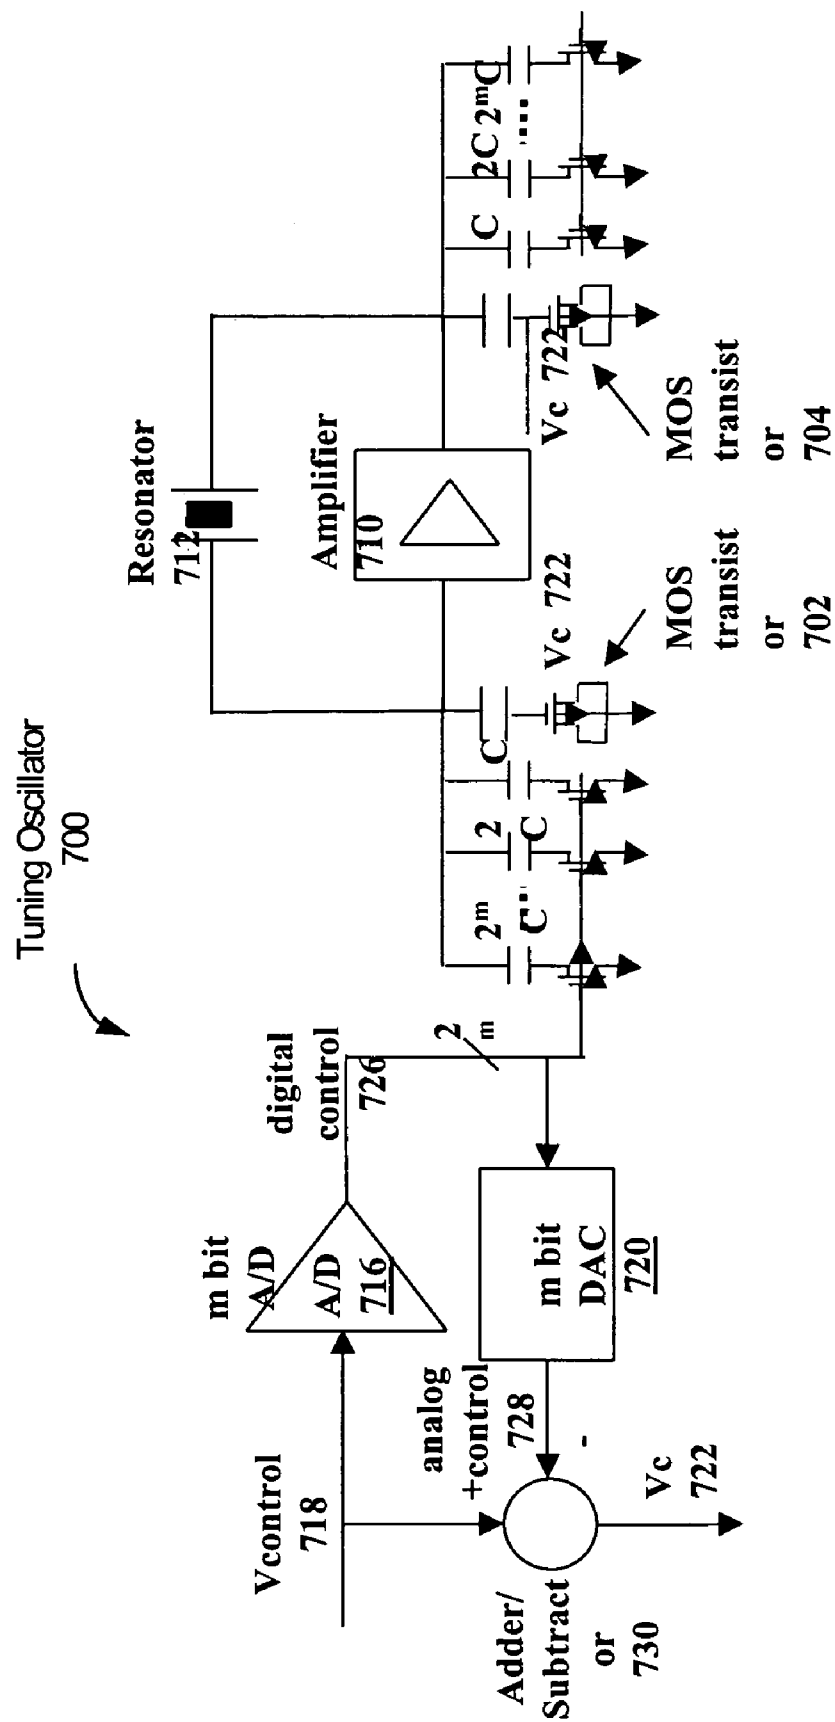 Tuning Oscillator
700
Resonator
712
Amplifier
710
C
2C
2ᵐC
....
Vc 722
MOS
transist
or
704
Vc 722
MOS
transist
or
702
C
2
C
....
2ᵐ
C
digital
control
726
2
m
m bit
A/D
A/D
716
m bit
DAC
720
Vcontrol
718
analog
+control
728
-
Adder/
Subtract
or
730
Vc
722